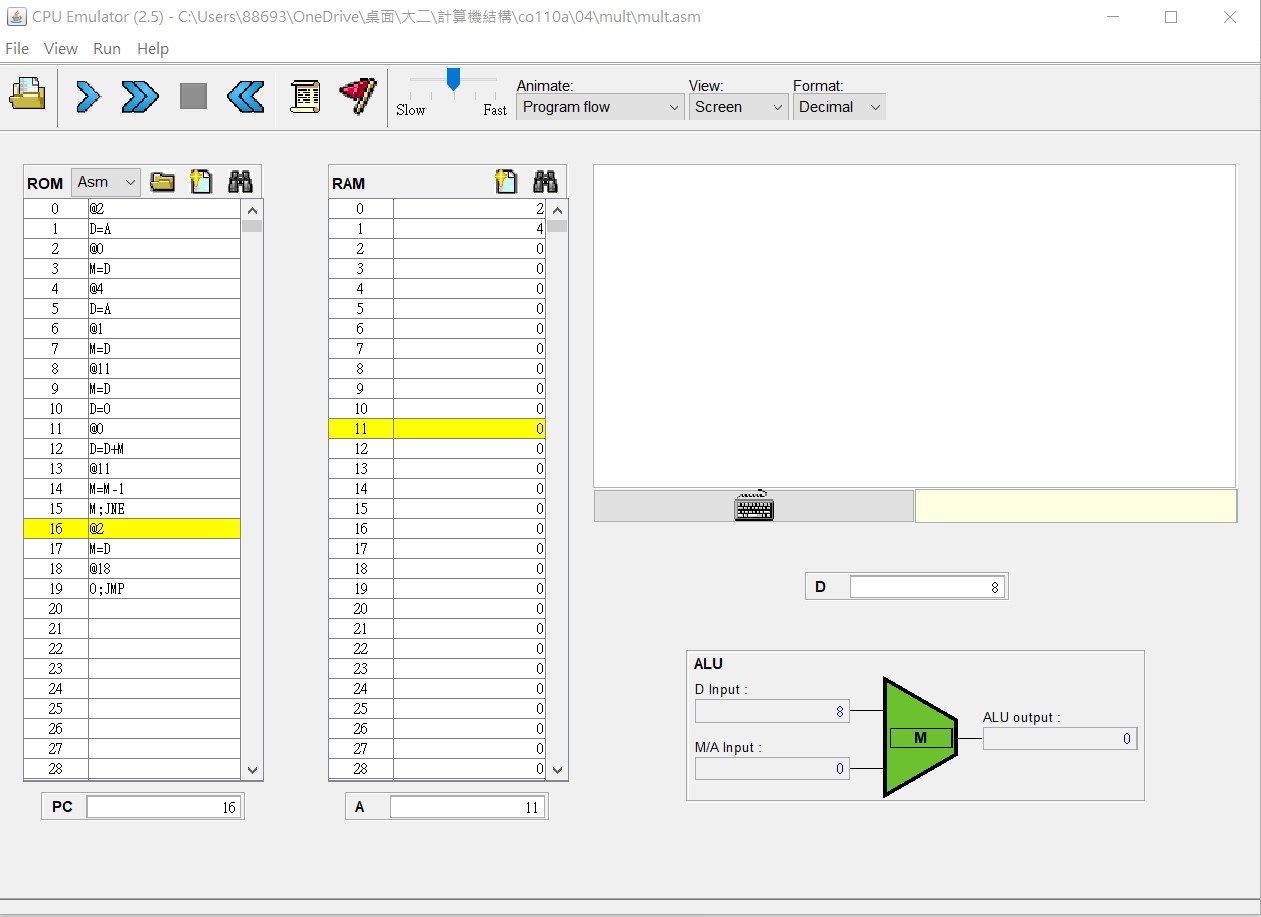 CPU Emulator (2.5) - C:\Users\88693\OneDrive\桌面\大二\計算機結構\co110a\04\mult\mult.asm
File View Run Help
Slow Fast
Animate:
Program flow
View:
Screen
Format:
Decimal
ROM Asm
0 @2
1 D=A
2 @0
3 M=D
4 @4
5 D=A
6 @1
7 M=D
8 @11
9 M=D
10 D=0
11 @0
12 D=D+M
13 @11
14 M=M-1
15 M;JNE
16 @2
17 M=D
18 @18
19 0;JMP
20
21
22
23
24
25
26
27
28
PC 16
RAM
0 2
1 4
2 0
3 0
4 0
5 0
6 0
7 0
8 0
9 0
10 0
11 0
12 0
13 0
14 0
15 0
16 0
17 0
18 0
19 0
20 0
21 0
22 0
23 0
24 0
25 0
26 0
27 0
28 0
A 11
D 8
ALU
D Input :
8
M/A Input :
0
M
ALU output :
0